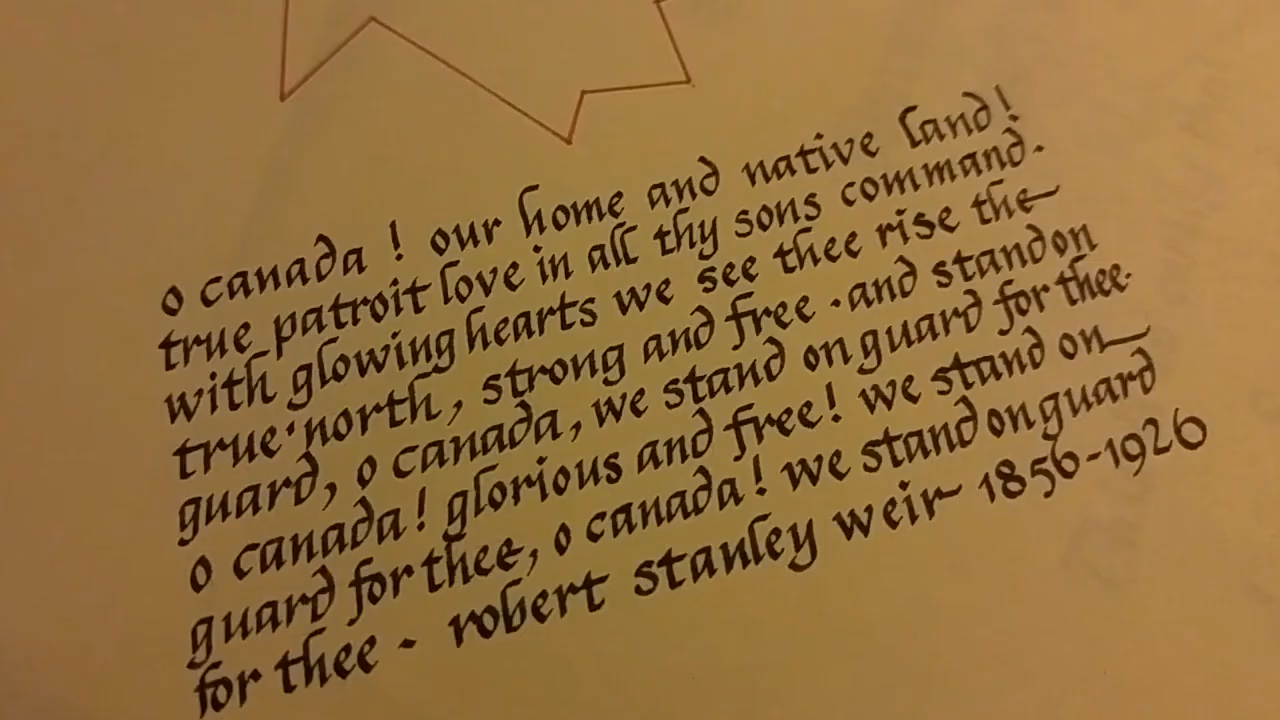 o canada ! our home and native land!
true patroit love in all thy sons command.
with glowing hearts we see thee rise the
true·north, strong and free · and stand on
guard, o canada, we stand on guard for thee·
o canada! glorious and free! we stand on
guard for thee, o canada! we stand on guard
for thee - robert stanley weir 1856-1926